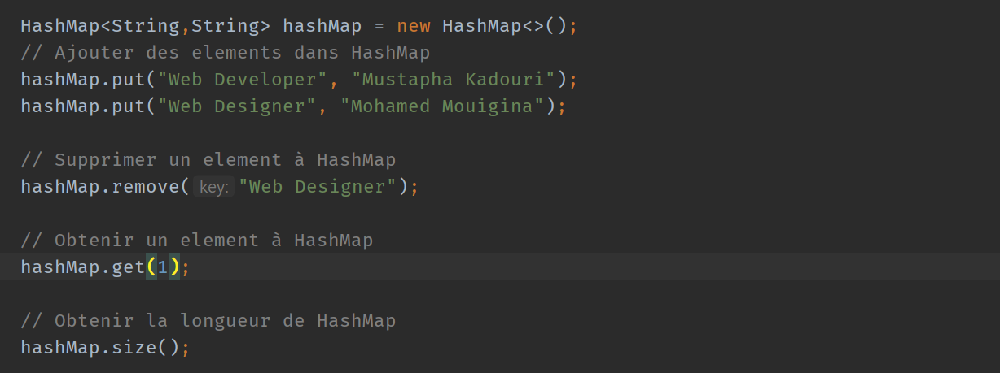 HashMap<String,String> hashMap = new HashMap<>();
// Ajouter des elements dans HashMap
hashMap.put("Web Developer", "Mustapha Kadouri");
hashMap.put("Web Designer", "Mohamed Mouigina");
// Supprimer un element à HashMap
hashMap.remove( key: "Web Designer");
// Obtenir un element à HashMap
hashMap.get(1);
// Obtenir la longueur de HashMap
hashMap.size();